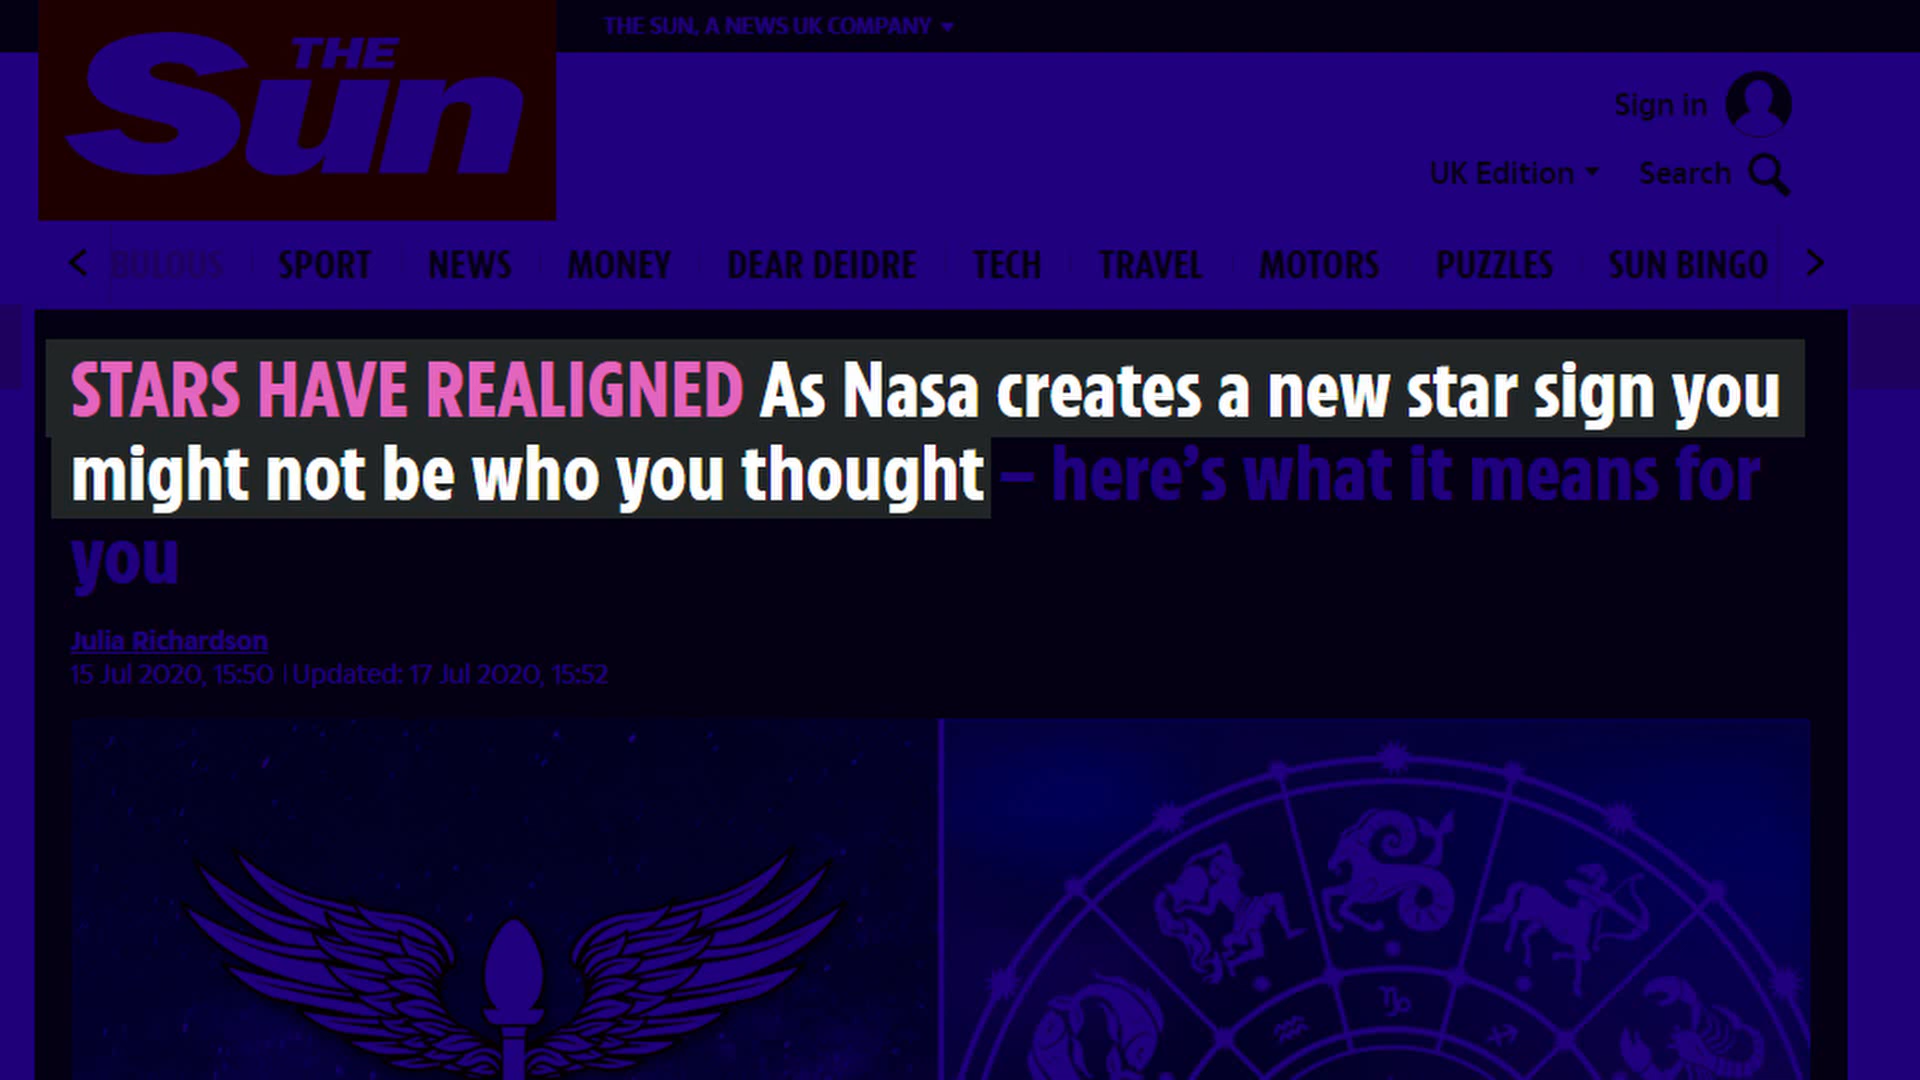 THE SUN, A NEWS UK COMPANY
THE
Sun
Sign in
UK Edition
Search
BULOUS
SPORT
NEWS
MONEY
DEAR DEIDRE
TECH
TRAVEL
MOTORS
PUZZLES
SUN BINGO
STARS HAVE REALIGNED As Nasa creates a new star sign you
might not be who you thought – here’s what it means for
you
Julia Richardson
15 Jul 2020, 15:50 | Updated: 17 Jul 2020, 15:52